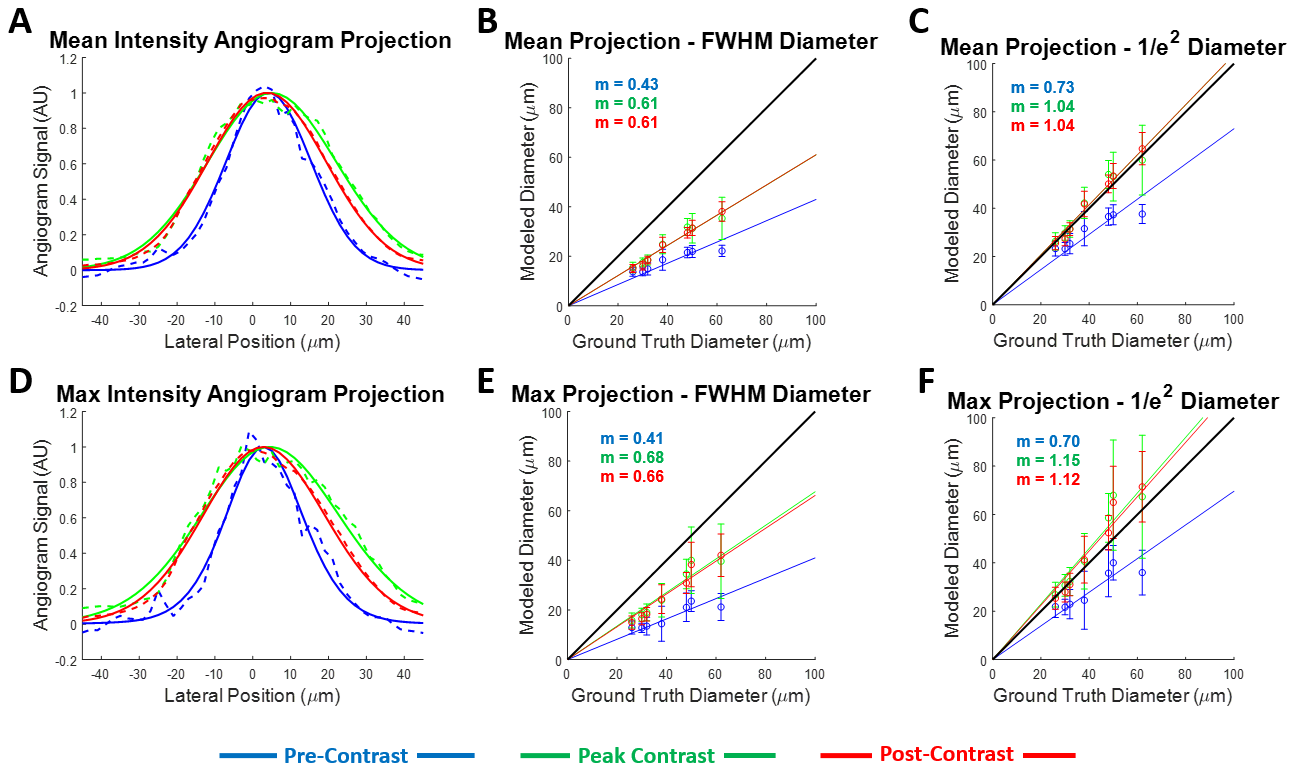 A
Mean Intensity Angiogram Projection
1.2
1
0.8
0.6
0.4
0.2
0
-0.2
Angiogram Signal (AU)
-40 -30 -20 -10 0 10 20 30 40
Lateral Position (μm)
B
Mean Projection - FWHM Diameter
m = 0.43
m = 0.61
m = 0.61
100
80
60
40
20
0
Modeled Diameter (μm)
0 20 40 60 80 100
Ground Truth Diameter (μm)
C
Mean Projection - 1/e² Diameter
m = 0.73
m = 1.04
m = 1.04
100
80
60
40
20
0
Modeled Diameter (μm)
0 20 40 60 80 100
Ground Truth Diameter (μm)
D
Max Intensity Angiogram Projection
1.2
1
0.8
0.6
0.4
0.2
0
-0.2
Angiogram Signal (AU)
-40 -30 -20 -10 0 10 20 30 40
Lateral Position (μm)
E
Max Projection - FWHM Diameter
m = 0.41
m = 0.68
m = 0.66
100
80
60
40
20
0
Modeled Diameter (μm)
0 20 40 60 80 100
Ground Truth Diameter (μm)
F
Max Projection - 1/e² Diameter
m = 0.70
m = 1.15
m = 1.12
100
80
60
40
20
0
Modeled Diameter (μm)
0 20 40 60 80 100
Ground Truth Diameter (μm)
Pre-Contrast Peak Contrast Post-Contrast